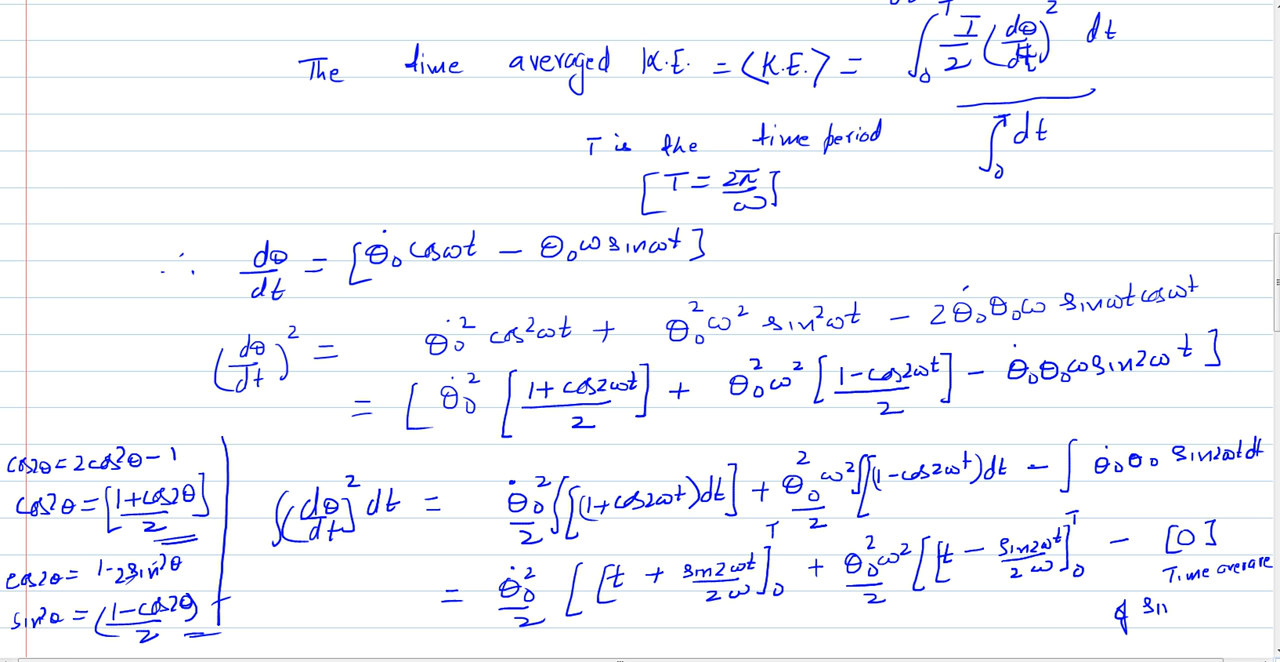 The time averaged K.E. = ⟨K.E.⟩ = ∫₀ᵀ I/2 (dθ/dt)² dt / ∫₀ᵀ dt
T is the time period
[T = 2π/ω]
∴ dθ/dt = [θ̇₀ cosωt − θ₀ω sinωt]
(dθ/dt)² = θ̇₀² cos²ωt + θ₀²ω² sin²ωt − 2θ̇₀θ₀ω sinωt cosωt
= [θ̇₀² [(1+cos2ωt)/2] + θ₀²ω² [(1−cos2ωt)/2] − θ̇₀θ₀ω sin2ωt]
cos2θ = 2cos²θ − 1
cos²θ = [(1+cos2θ)/2]
cos2θ = 1−2sin²θ
sin²θ = (1−cos2θ)/2
∫(dθ/dt)² dt = θ̇₀²/2 [∫(1+cos2ωt)dt] + θ₀²ω²/2 [∫(1−cos2ωt)dt − ∫ θ̇₀θ₀ sin2ωt dt
= θ̇₀²/2 [[t + sin2ωt/2ω]₀ᵀ + θ₀²ω²/2 [[t − sin2ωt/2ω]₀ᵀ − [0]
Time averare
of sin